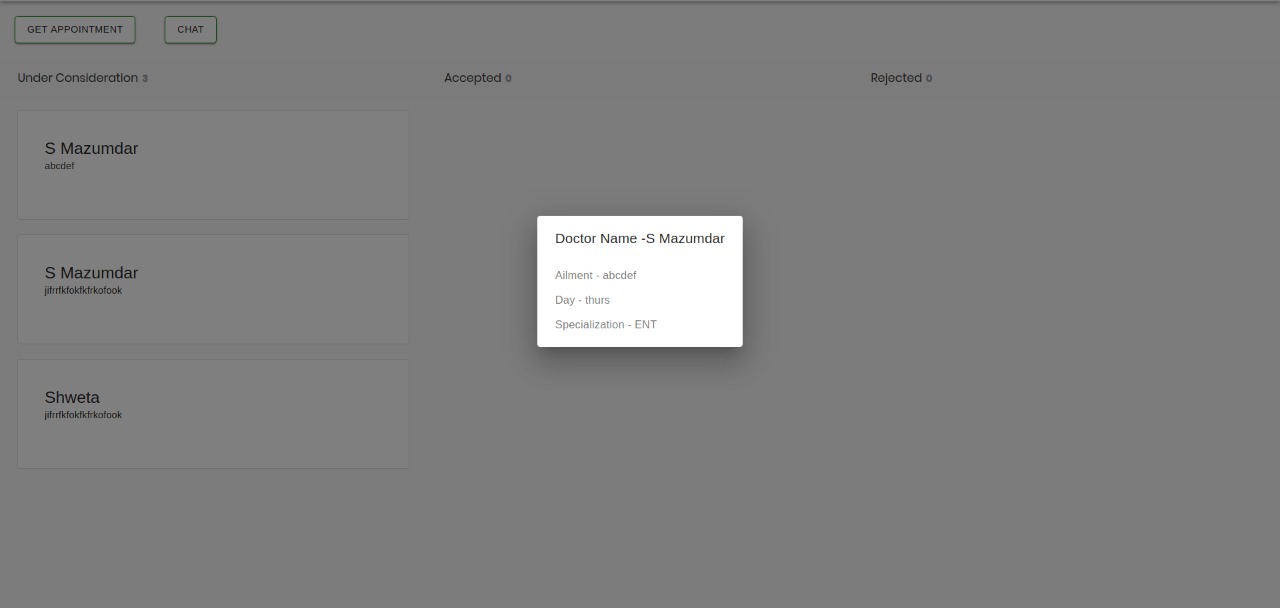 GET APPOINTMENT CHAT
Under Consideration 3 Accepted 0 Rejected 0
S Mazumdar
abcdef
S Mazumdar
jifrrfkfokfkfrkofook
Shweta
jifrrfkfokfkfrkofook
Doctor Name -S Mazumdar
Ailment - abcdef
Day - thurs
Specialization - ENT